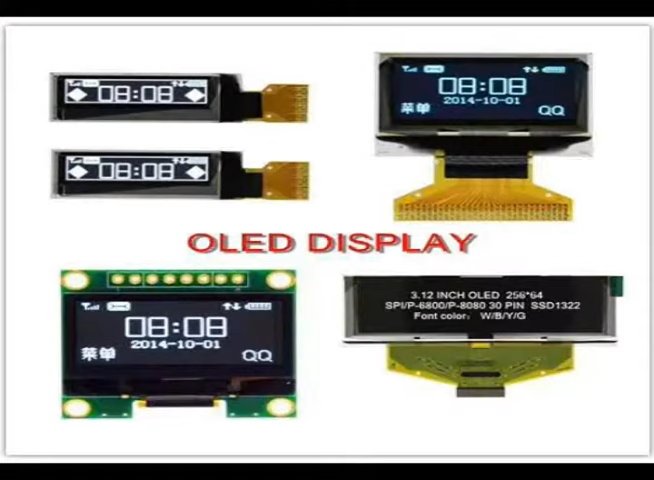 08:08
08:08
08:08
2014-10-01
菜单 QQ
OLED DISPLAY
08:08
2014-10-01
菜单 QQ
3.12 INCH OLED 256*64
SPI/P-6800/P-8080 30 PIN SSD1322
Font color: W/B/Y/G